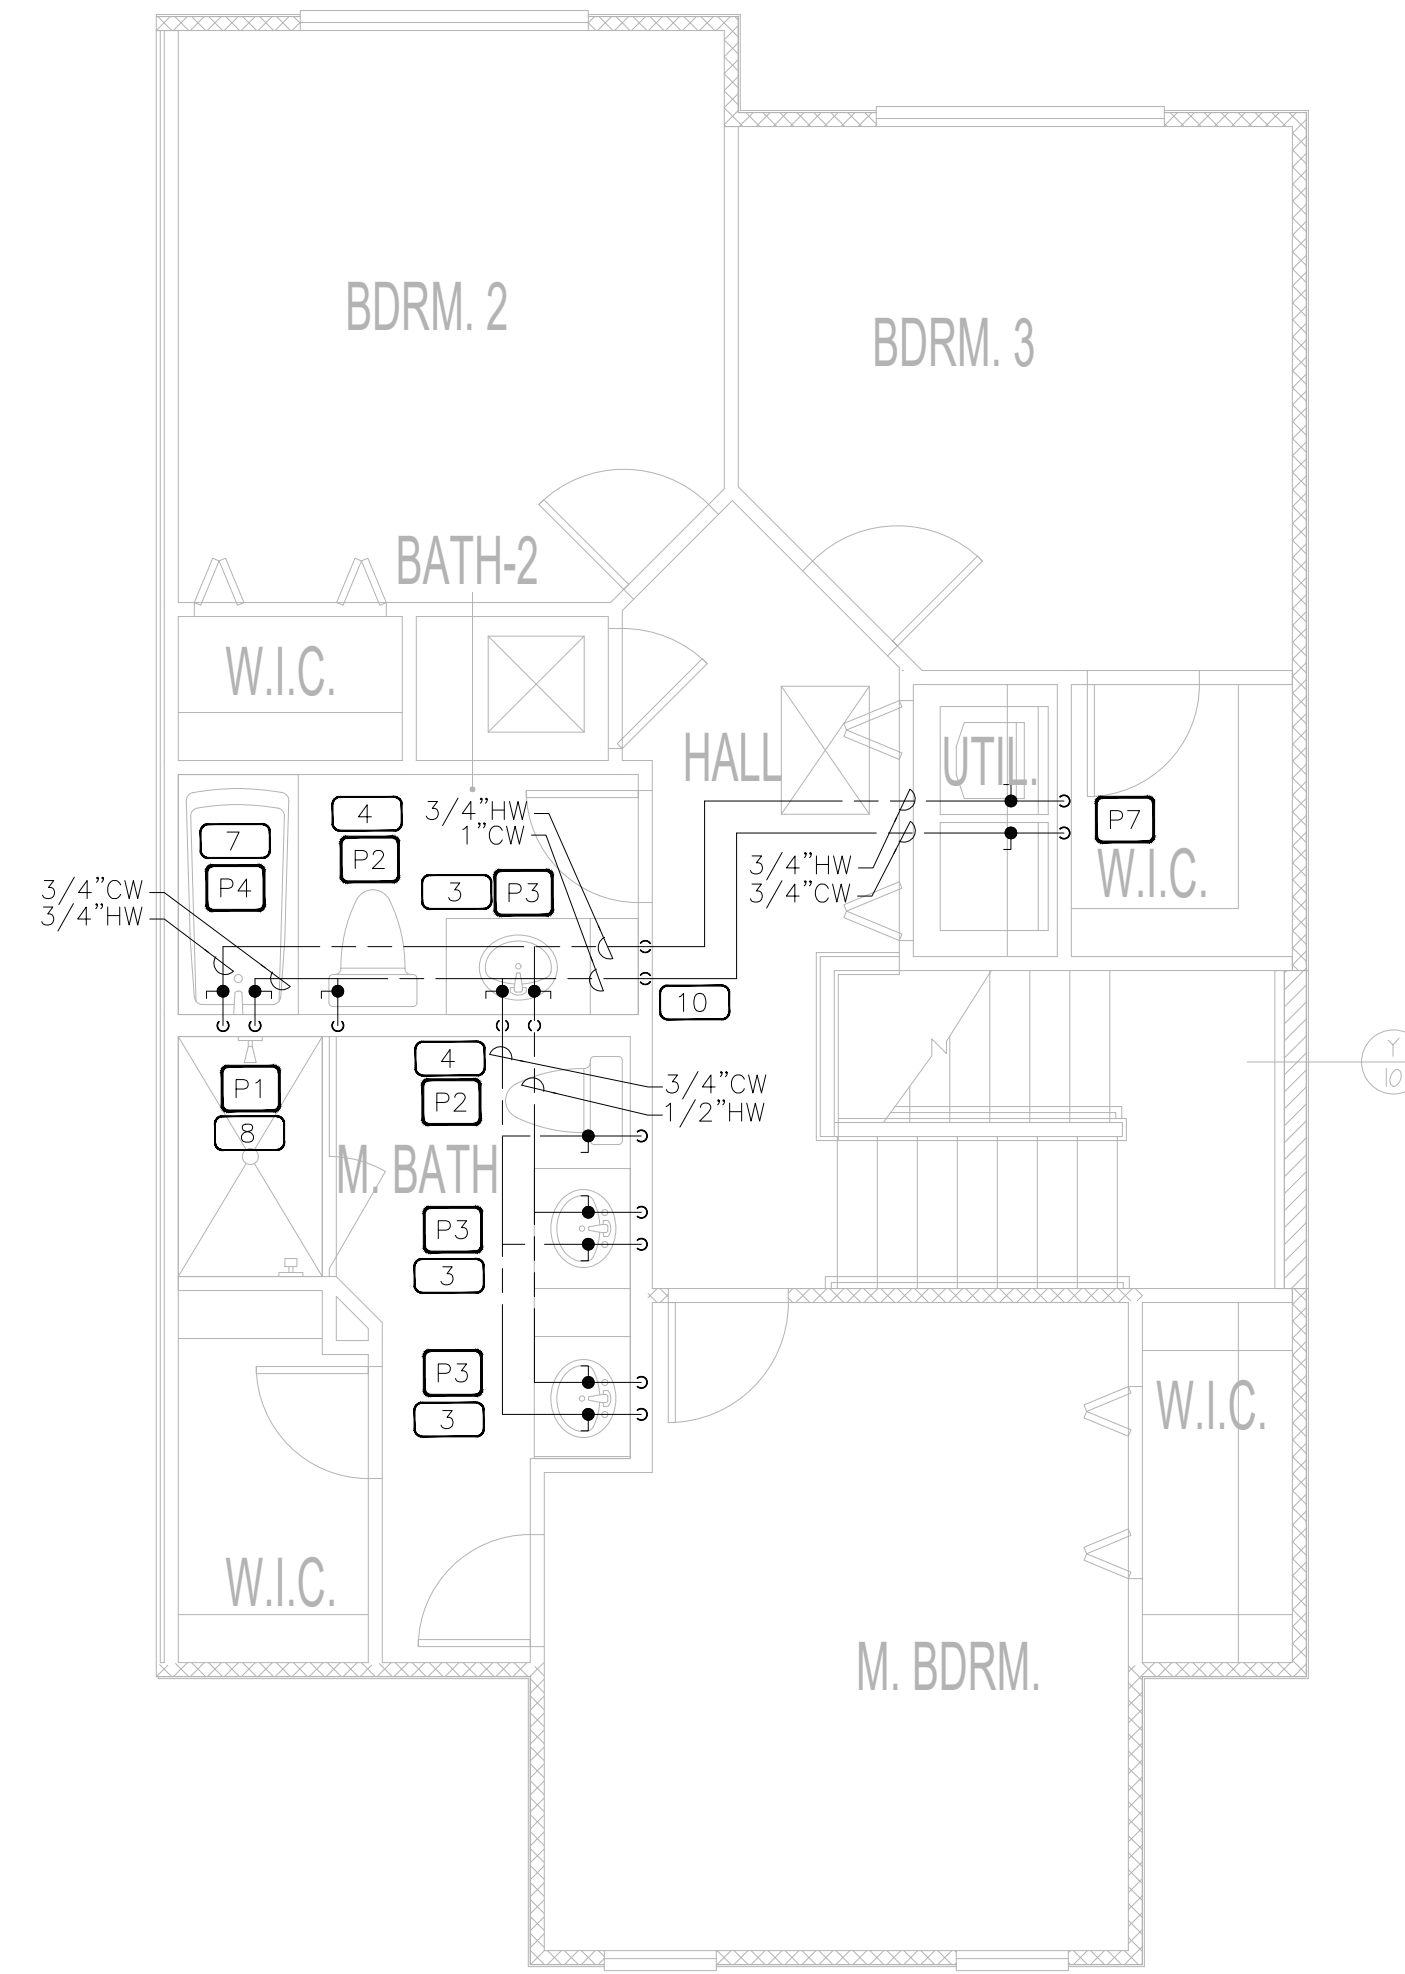 BDRM. 2
BDRM. 3
BATH-2
W.I.C.
HALL
UTIL.
4
3/4"HW
1"CW
7
P2
P7
3/4"HW
3/4"CW
W.I.C.
P4
3
P3
3/4"CW
3/4"HW
10
4
Y
10
P1
P2
3/4"CW
1/2"HW
8
M. BATH
P3
3
P3
3
W.I.C.
W.I.C.
M. BDRM.